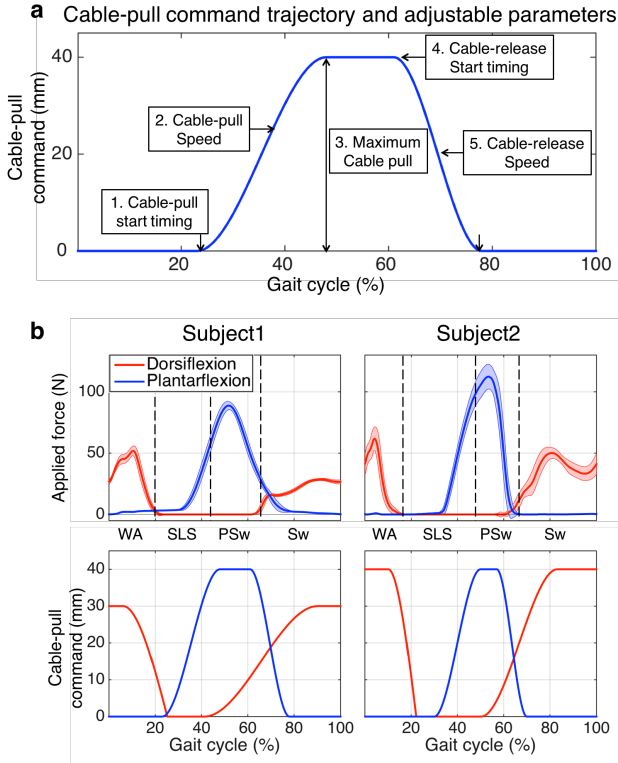 a
Cable-pull command trajectory and adjustable parameters
Cable-pull
command (mm)
40
20
0
1. Cable-pull
start timing
2. Cable-pull
Speed
3. Maximum
Cable pull
4. Cable-release
Start timing
5. Cable-release
Speed
20 40 60 80 100
Gait cycle (%)
b
Subject1 Subject2
Dorsiflexion
Plantarflexion
Applied force (N)
100
50
0
WA SLS PSw Sw WA SLS PSw Sw
Cable-pull
command (mm)
40
30
20
10
0
20 40 60 80 100 20 40 60 80 100
Gait cycle (%) Gait cycle (%)